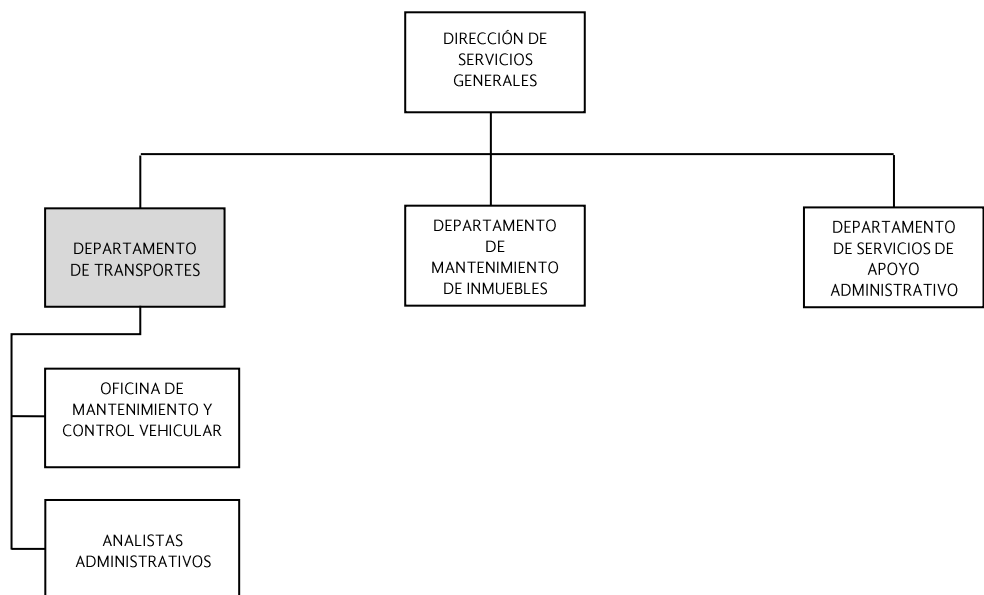 DIRECCIÓN DE
SERVICIOS
GENERALES
DEPARTAMENTO
DE TRANSPORTES
DEPARTAMENTO
DE
MANTENIMIENTO
DE INMUEBLES
DEPARTAMENTO
DE SERVICIOS DE
APOYO
ADMINISTRATIVO
OFICINA DE
MANTENIMIENTO Y
CONTROL VEHICULAR
ANALISTAS
ADMINISTRATIVOS